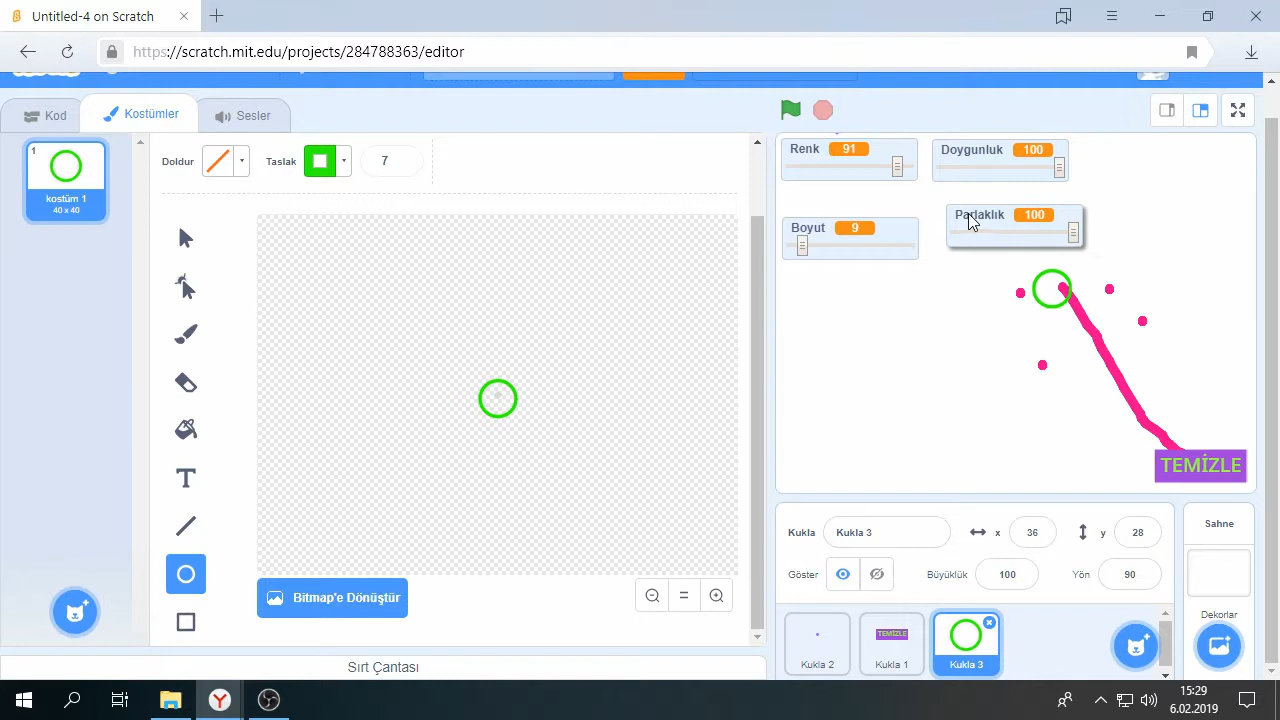 Untitled-4 on Scratch
https://scratch.mit.edu/projects/284788363/editor
Kod
Kostümler
Sesler
1
kostüm 1
40 x 40
Doldur
Taslak
7
Bitmap'e Dönüştür
Sırt Çantası
Renk 91
Doygunluk 100
Boyut 9
Parlaklık 100
TEMİZLE
Kukla
Kukla 3
x
36
y
28
Göster
Büyüklük
100
Yön
90
TEMİZLE
Kukla 2
Kukla 1
Kukla 3
Sahne
Dekorlar
15:29
6.02.2019